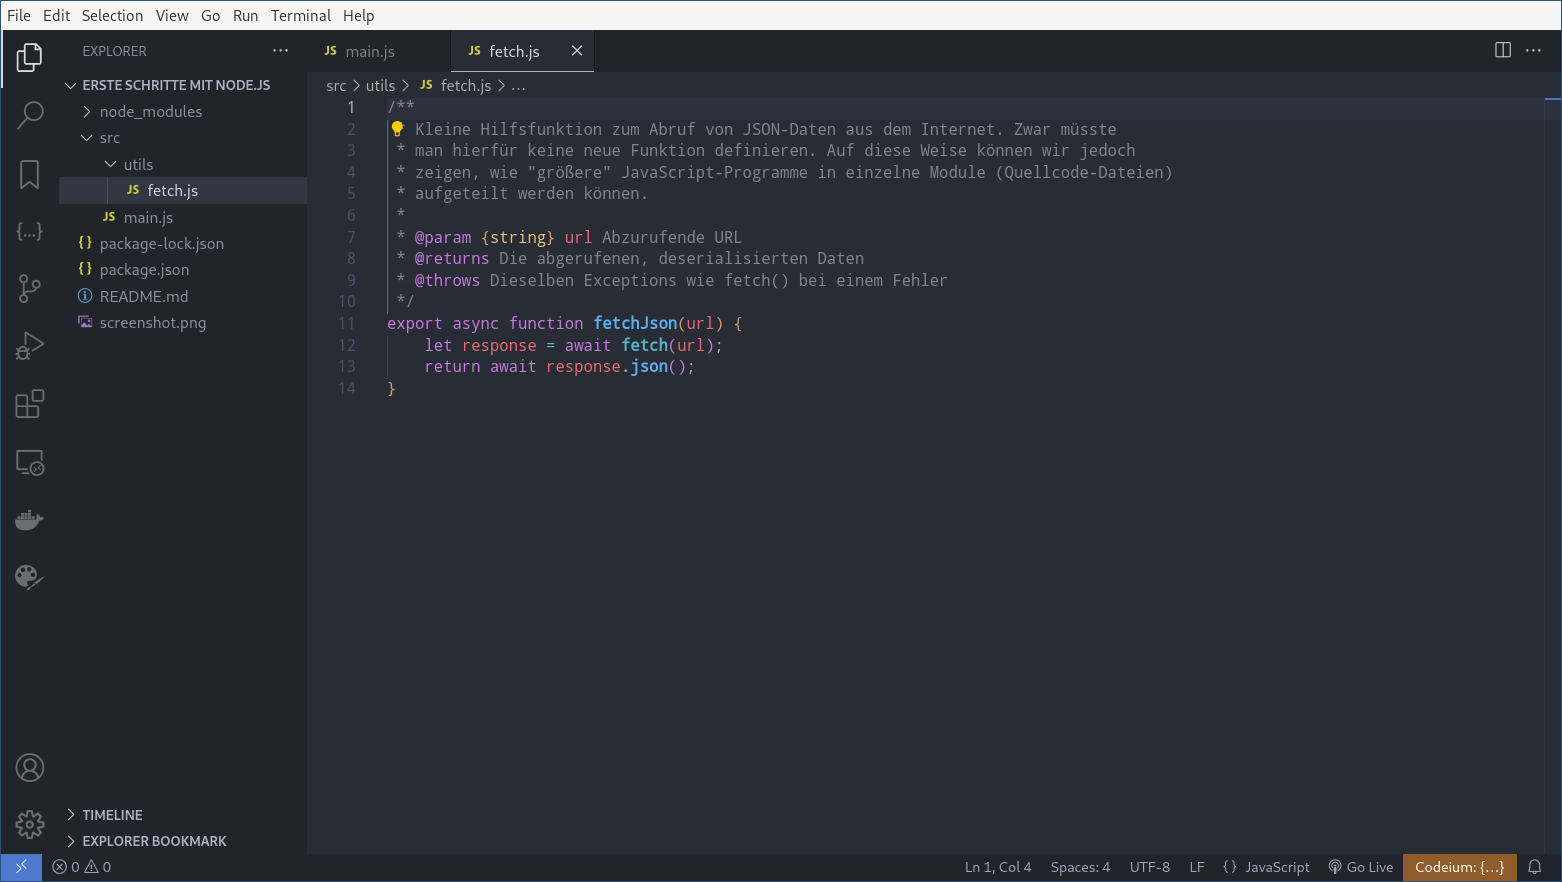 File Edit Selection View Go Run Terminal Help
EXPLORER ...
JS main.js
JS fetch.js
ERSTE SCHRITTE MIT NODE.JS
node_modules
src
utils
JS fetch.js
JS main.js
{} package-lock.json
{} package.json
README.md
screenshot.png
TIMELINE
EXPLORER BOOKMARK
src > utils > JS fetch.js > ...
1 /**
2 Kleine Hilfsfunktion zum Abruf von JSON-Daten aus dem Internet. Zwar müsste
3 * man hierfür keine neue Funktion definieren. Auf diese Weise können wir jedoch
4 * zeigen, wie "größere" JavaScript-Programme in einzelne Module (Quellcode-Dateien)
5 * aufgeteilt werden können.
6 *
7 * @param {string} url Abzurufende URL
8 * @returns Die abgerufenen, deserialisierten Daten
9 * @throws Dieselben Exceptions wie fetch() bei einem Fehler
10 */
11 export async function fetchJson(url) {
12 let response = await fetch(url);
13 return await response.json();
14 }
0 0 Ln 1, Col 4 Spaces: 4 UTF-8 LF {} JavaScript Go Live Codeium: {...}